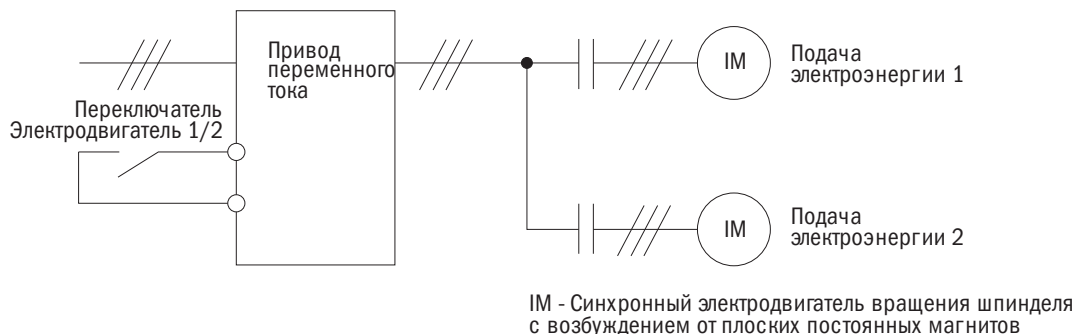 Привод
переменного
тока
Переключатель
Электродвигатель 1/2
IM
Подача
электроэнергии 1
IM
Подача
электроэнергии 2
IM - Синхронный электродвигатель вращения шпинделя
с возбуждением от плоских постоянных магнитов